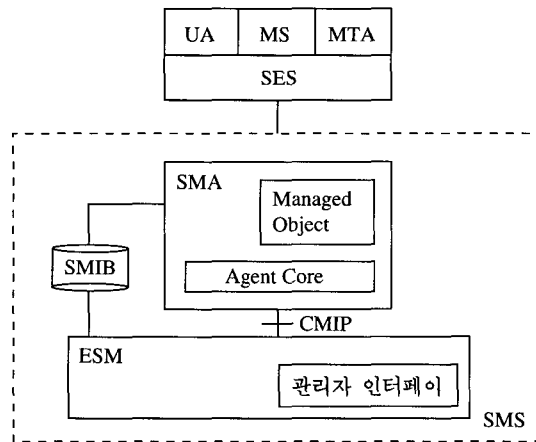 UA MS MTA
SES
SMA
Managed
Object
SMIB
Agent Core
CMIP
ESM
관리자 인터페이
SMS